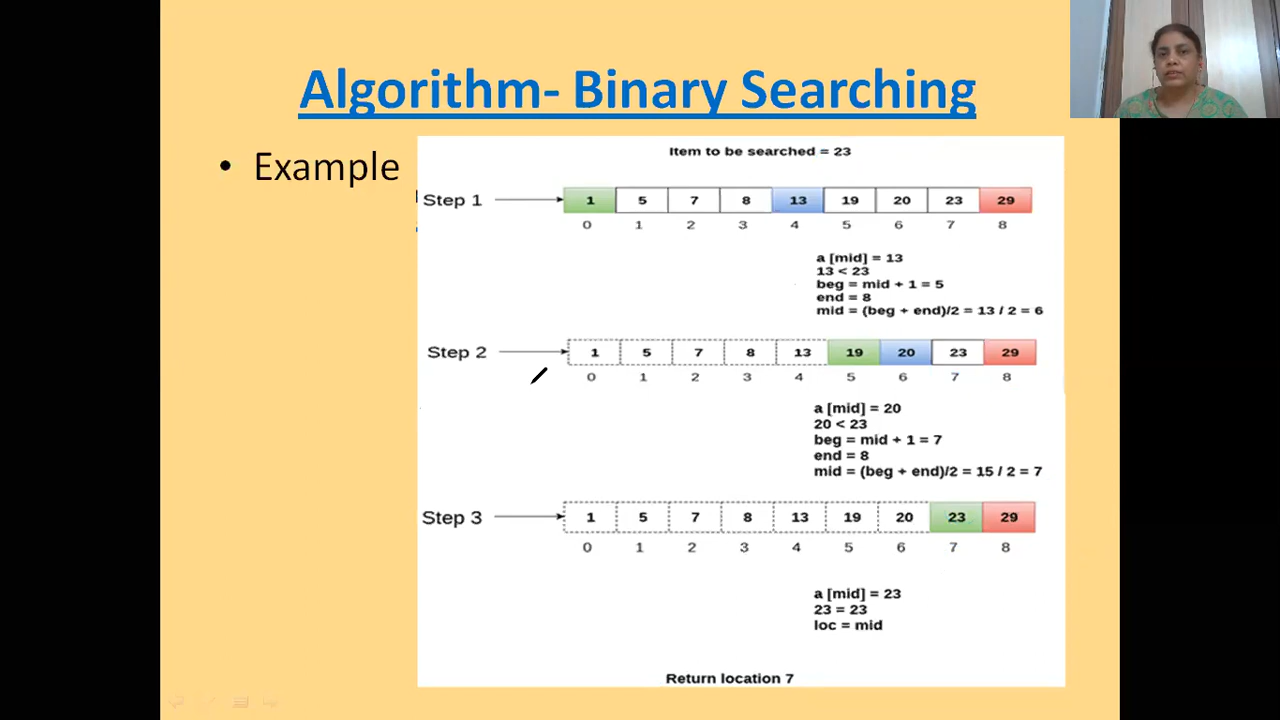 Algorithm- Binary Searching
• Example
Item to be searched = 23
Step 1
1 5 7 8 13 19 20 23 29
0 1 2 3 4 5 6 7 8
a [mid] = 13
13 < 23
beg = mid + 1 = 5
end = 8
mid = (beg + end)/2 = 13 / 2 = 6
Step 2
1 5 7 8 13 19 20 23 29
0 1 2 3 4 5 6 7 8
a [mid] = 20
20 < 23
beg = mid + 1 = 7
end = 8
mid = (beg + end)/2 = 15 / 2 = 7
Step 3
1 5 7 8 13 19 20 23 29
0 1 2 3 4 5 6 7 8
a [mid] = 23
23 = 23
loc = mid
Return location 7